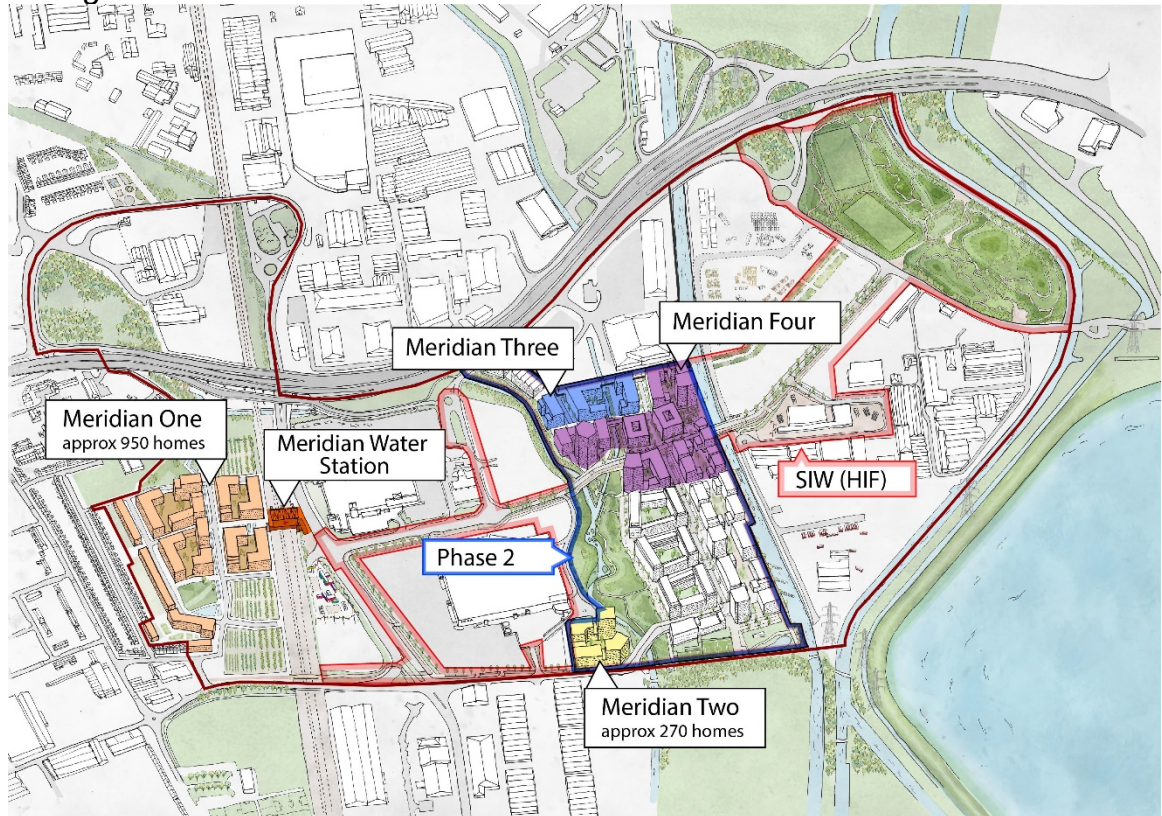 Meridian Four
Meridian Three
Meridian One
approx 950 homes
Meridian Water
Station
SIW (HIF)
Phase 2
Meridian Two
approx 270 homes